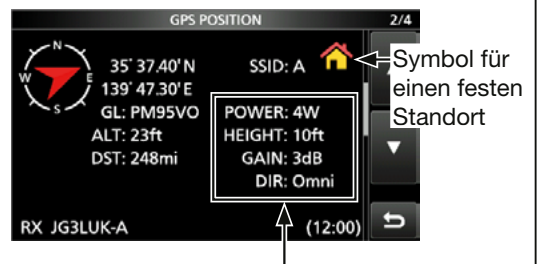 GPS POSITION 2/4
N
W E
S
35° 37.40' N
139° 47.30' E
GL: PM95VO
ALT: 23ft
DST: 248mi
SSID: A
POWER: 4W
HEIGHT: 10ft
GAIN: 3dB
DIR: Omni
RX JG3LUK-A (12:00)
Symbol für
einen festen
Standort